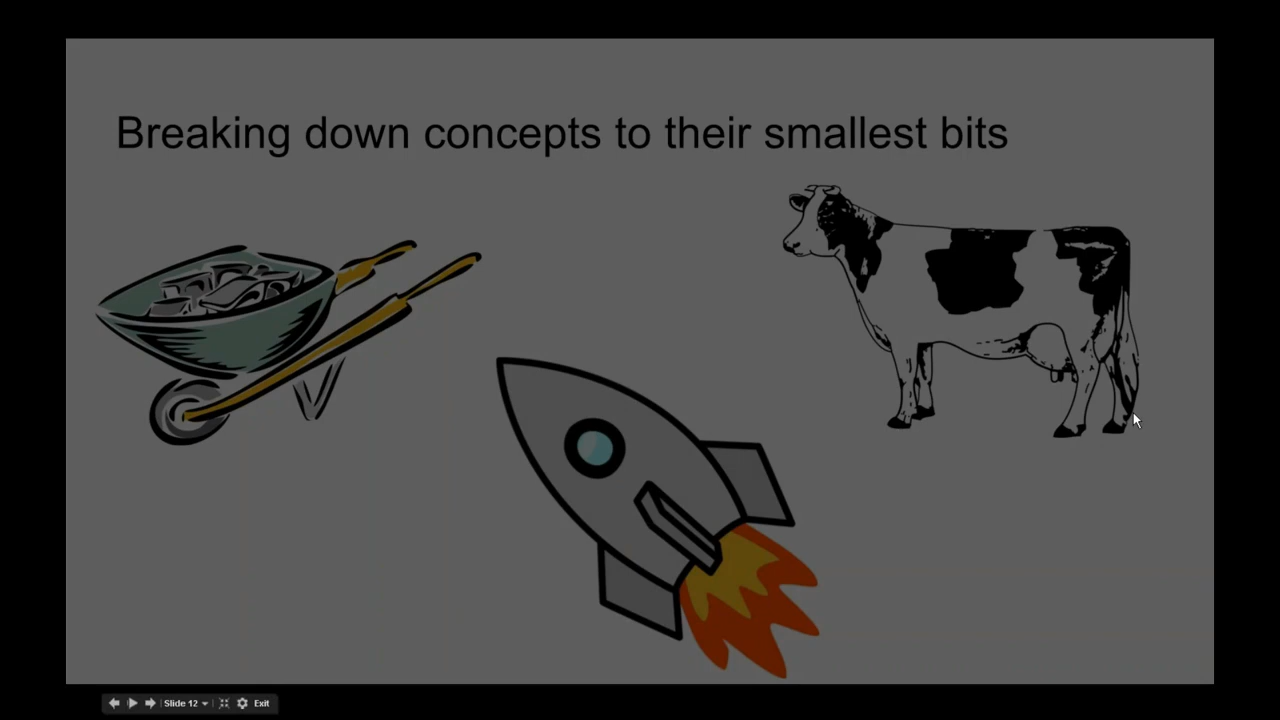 Breaking down concepts to their smallest bits
Slide 12 Exit